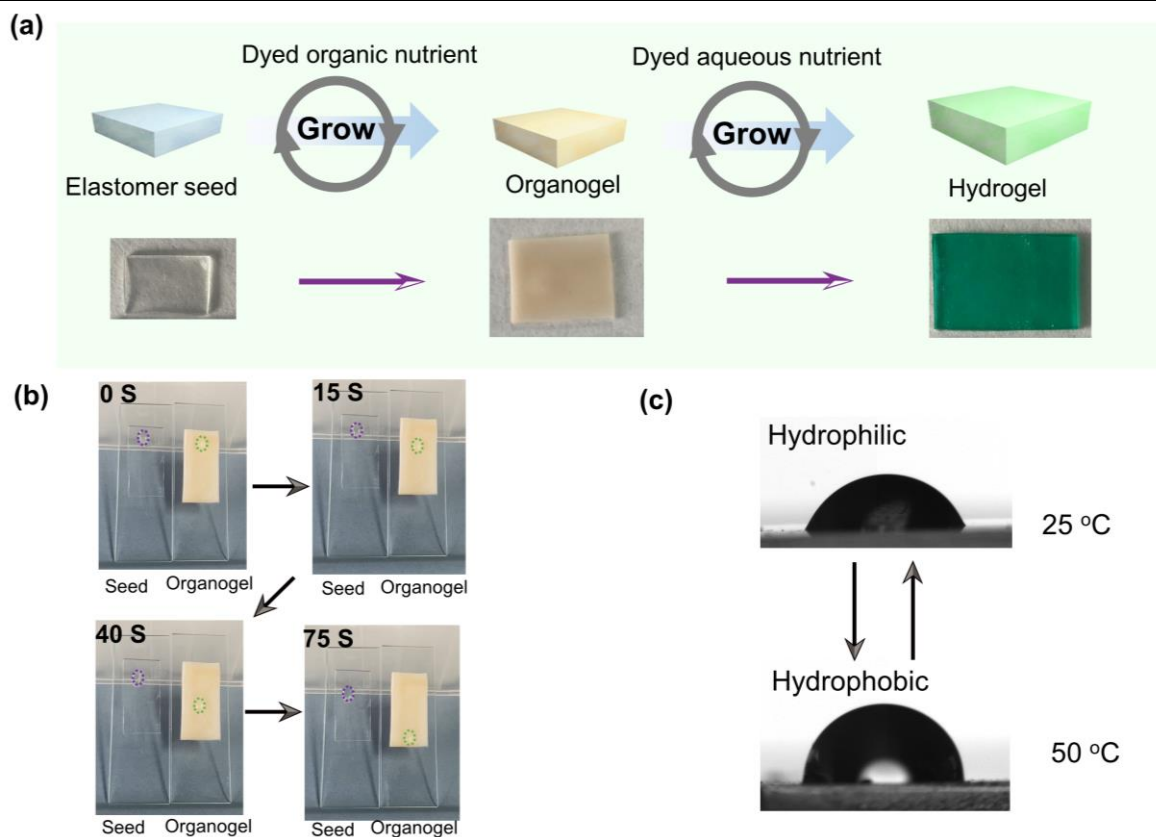 (a)
Dyed organic nutrient
Dyed aqueous nutrient
Grow
Grow
Elastomer seed
Organogel
Hydrogel
(b)
0 S
15 S
Seed
Organogel
Seed
Organogel
40 S
75 S
Seed
Organogel
Seed
Organogel
(c)
Hydrophilic
25 °C
Hydrophobic
50 °C